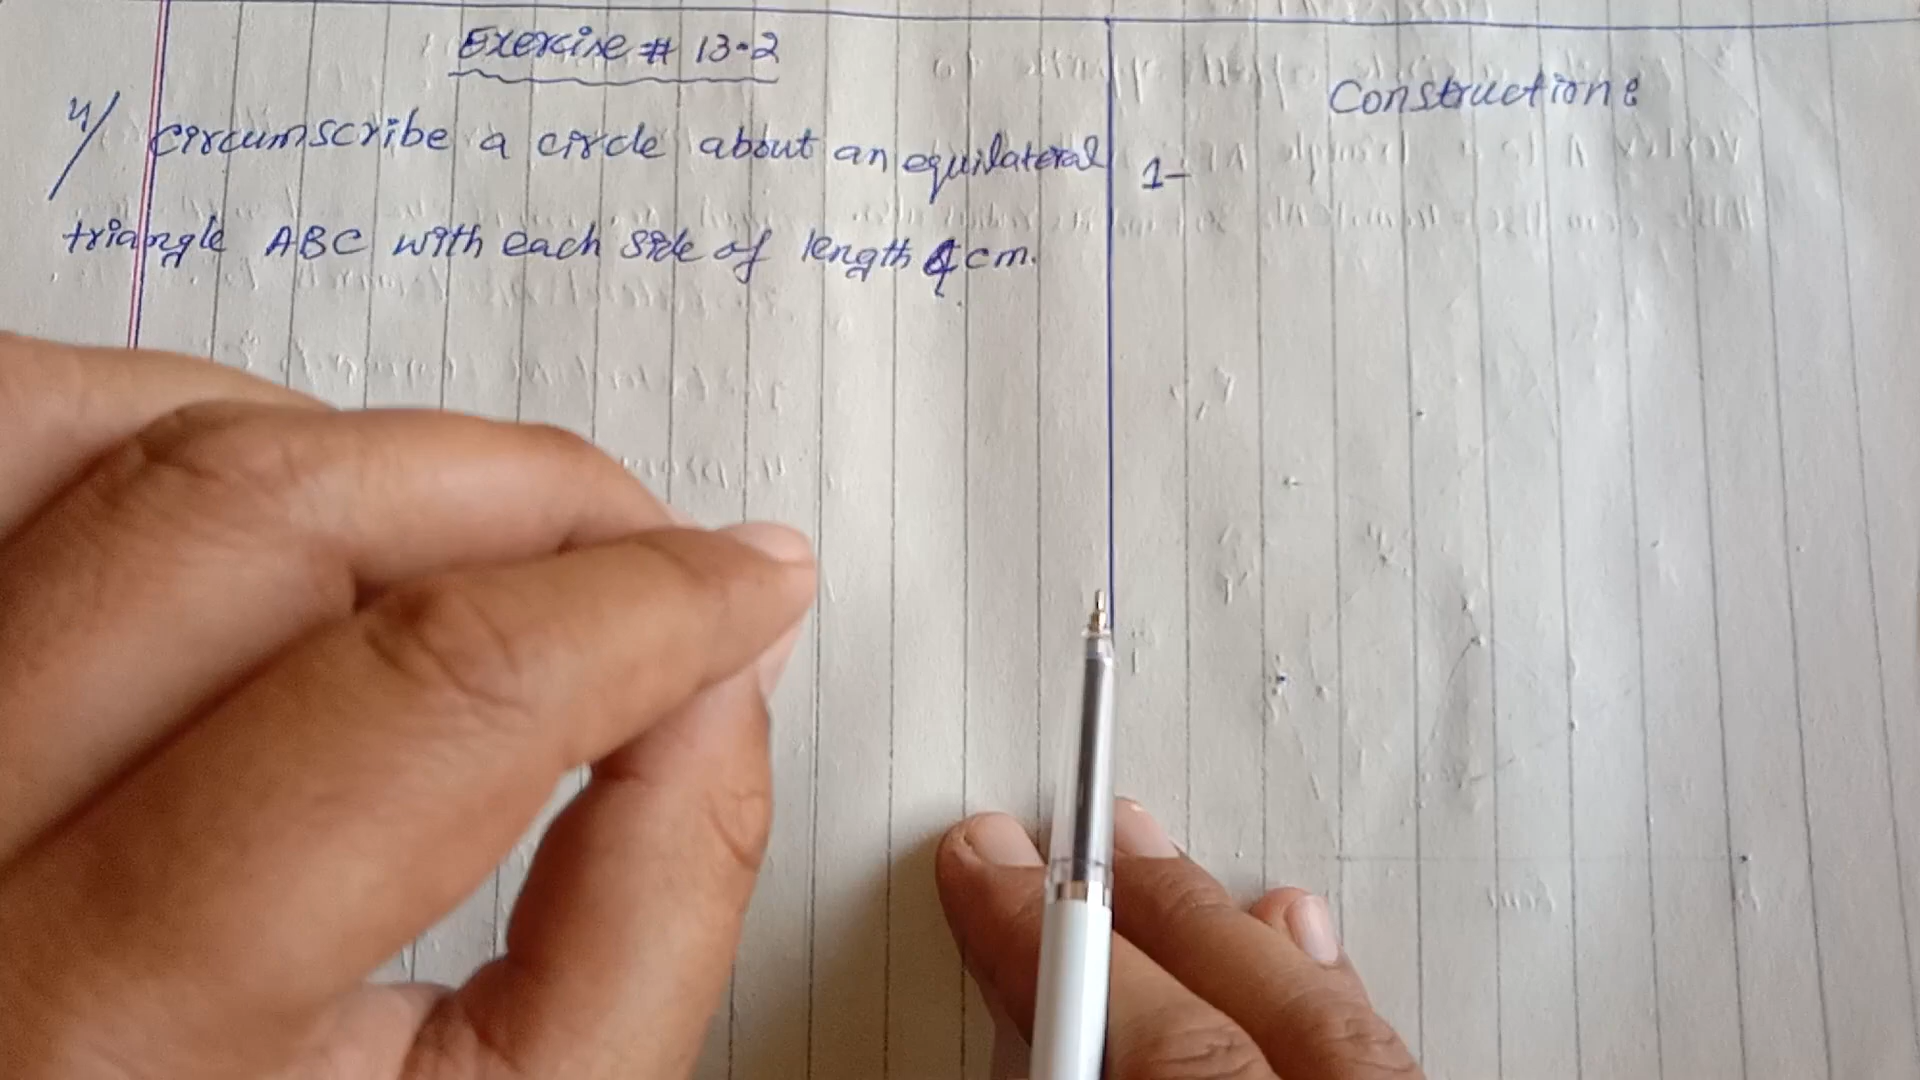 Exercise # 13.2
4/ Circumscribe a circle about an equilateral
triangle ABC with each side of length 4cm.
Construction:
1-